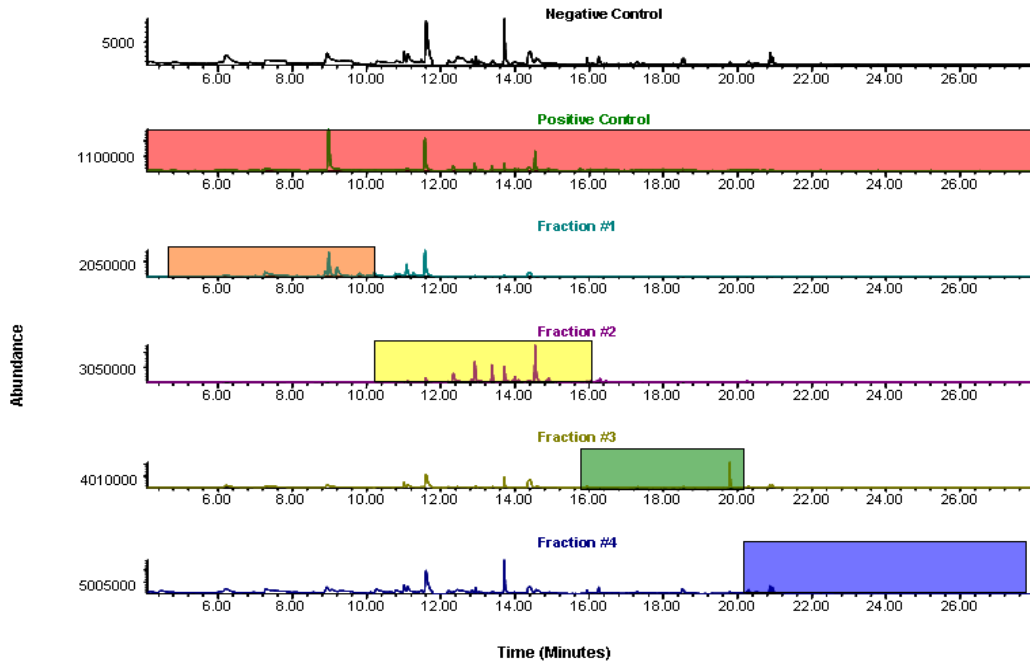 Negative Control
5000
6.00 8.00 10.00 12.00 14.00 16.00 18.00 20.00 22.00 24.00 26.00
Positive Control
1100000
6.00 8.00 10.00 12.00 14.00 16.00 18.00 20.00 22.00 24.00 26.00
Fraction #1
2050000
6.00 8.00 10.00 12.00 14.00 16.00 18.00 20.00 22.00 24.00 26.00
Fraction #2
3050000
6.00 8.00 10.00 12.00 14.00 16.00 18.00 20.00 22.00 24.00 26.00
Abundance
Fraction #3
4010000
6.00 8.00 10.00 12.00 14.00 16.00 18.00 20.00 22.00 24.00 26.00
Fraction #4
5005000
6.00 8.00 10.00 12.00 14.00 16.00 18.00 20.00 22.00 24.00 26.00
Time (Minutes)